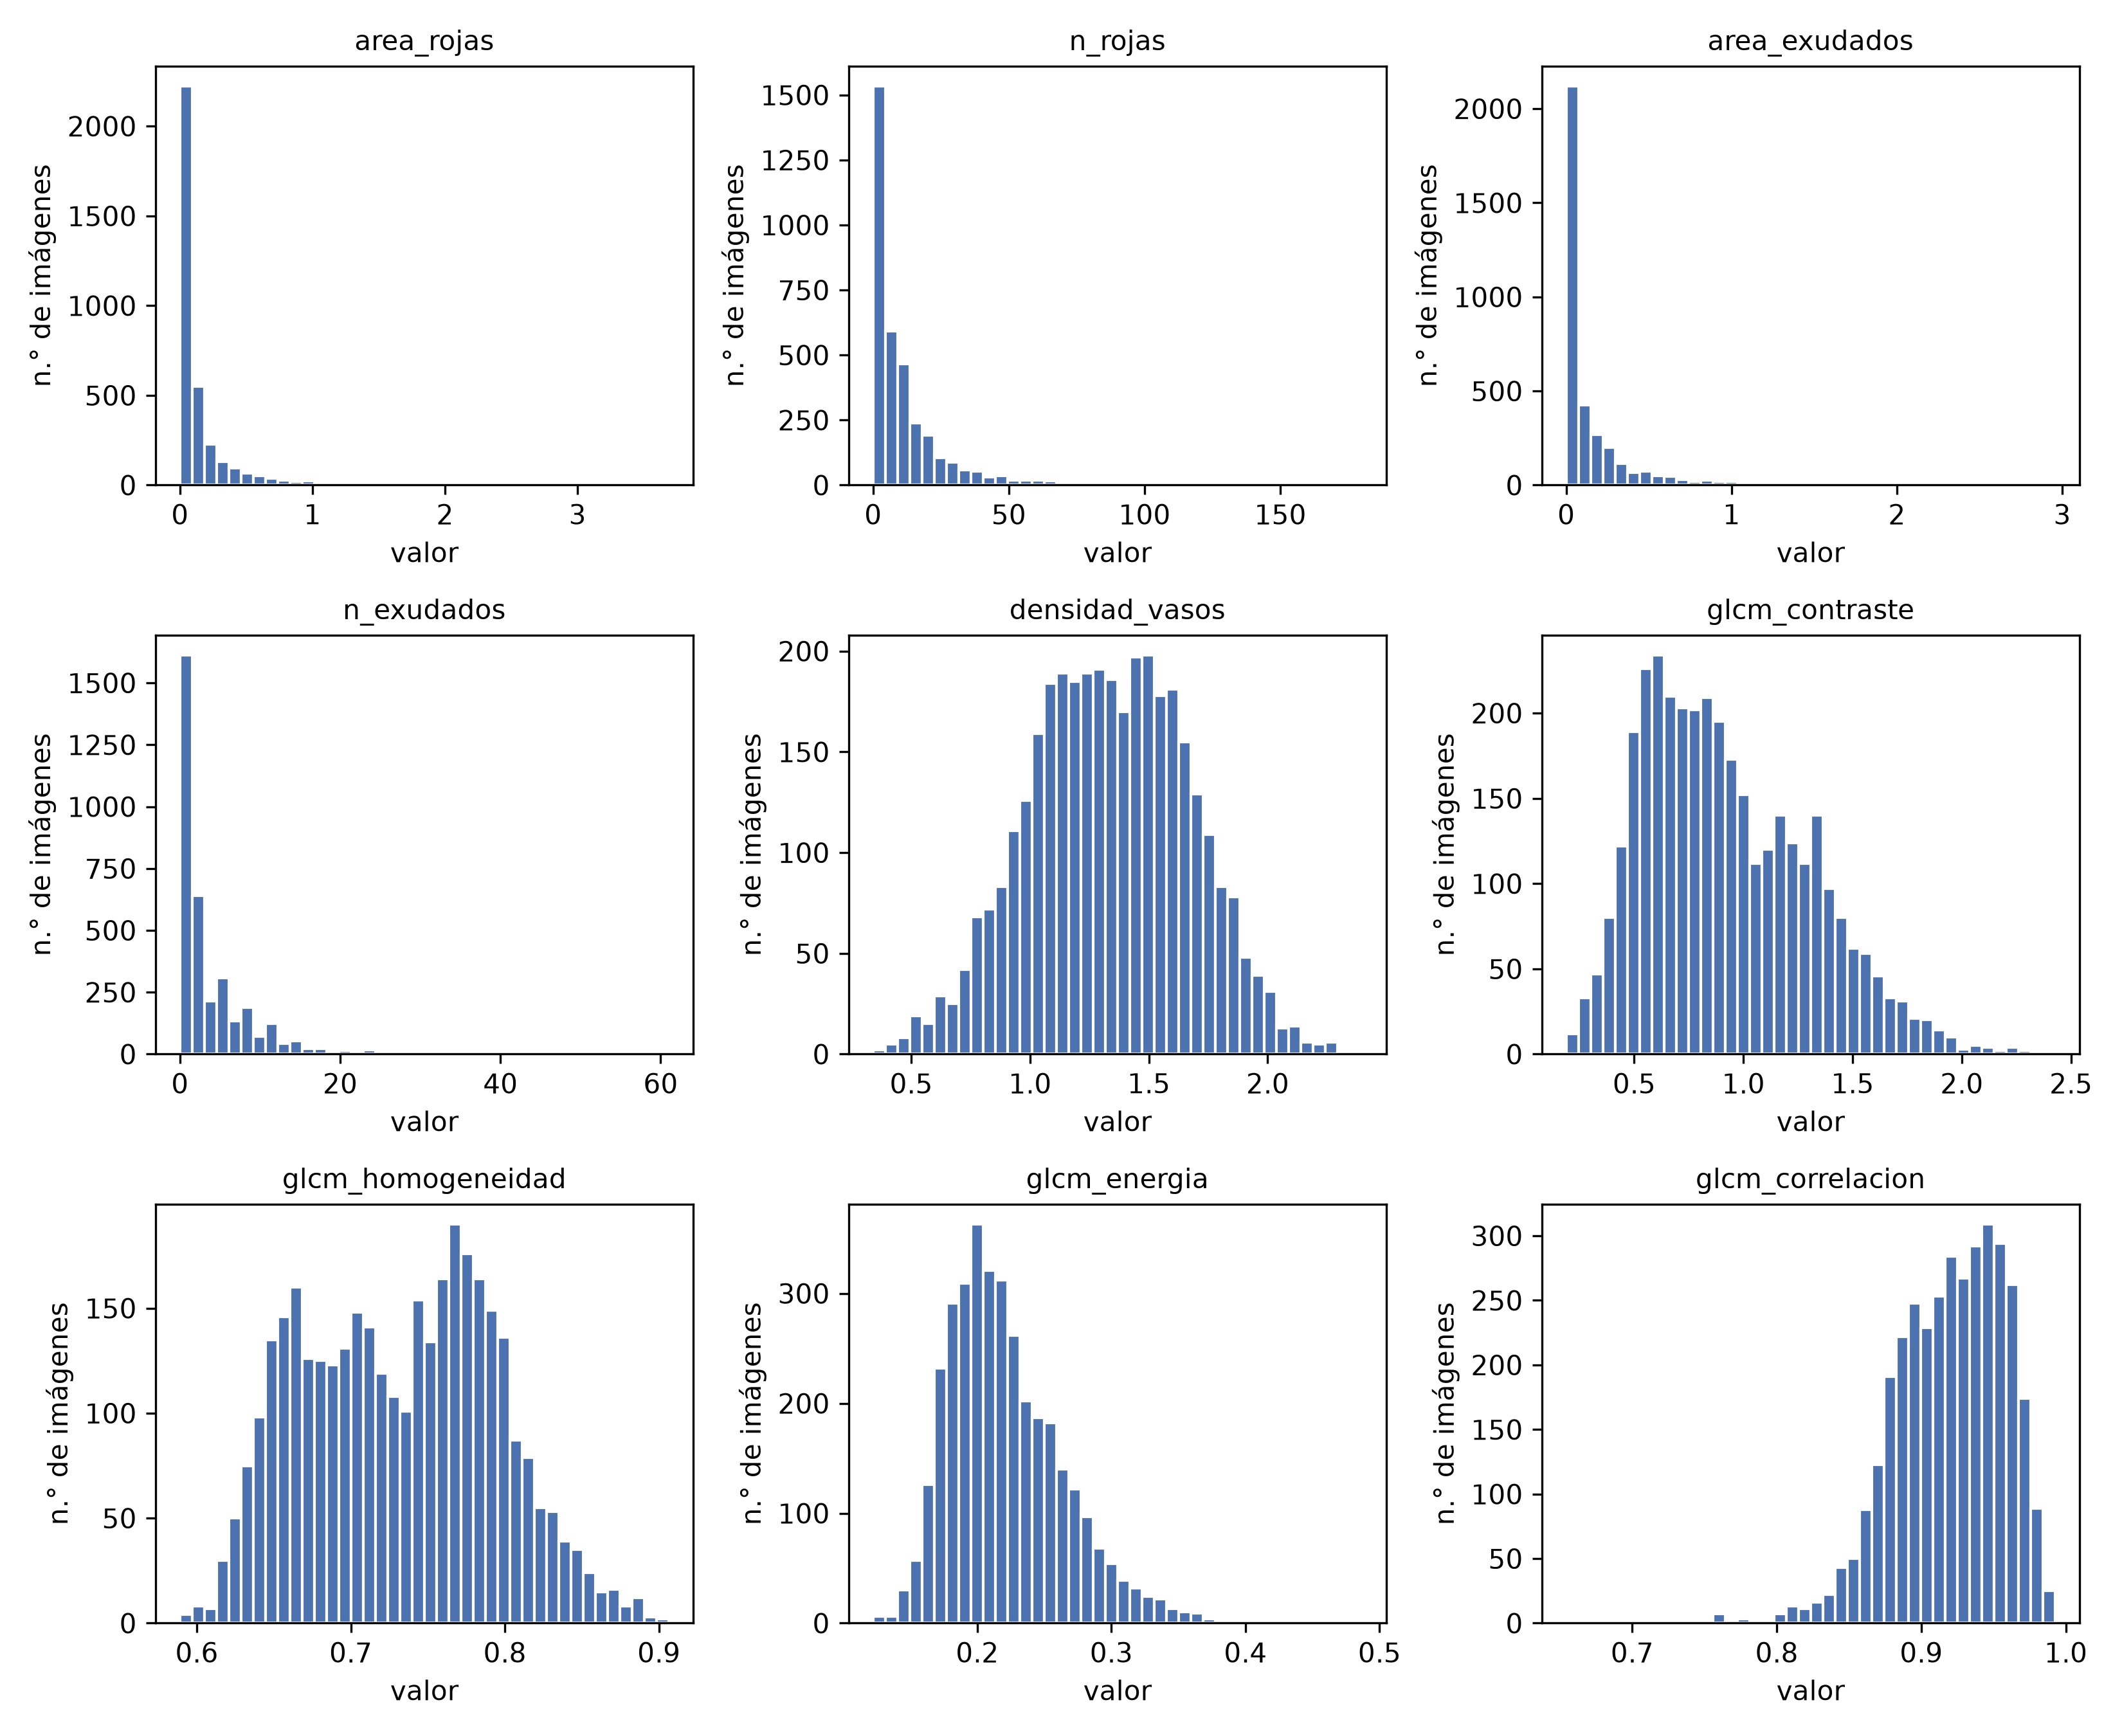 area_rojas
n.° de imágenes
2000
1500
1000
500
0
0 1 2 3
valor
n_rojas
n.° de imágenes
1500
1250
1000
750
500
250
0
0 50 100 150
valor
area_exudados
n.° de imágenes
2000
1500
1000
500
0
0 1 2 3
valor
n_exudados
n.° de imágenes
1500
1250
1000
750
500
250
0
0 20 40 60
valor
densidad_vasos
n.° de imágenes
200
150
100
50
0
0.5 1.0 1.5 2.0
valor
glcm_contraste
n.° de imágenes
200
150
100
50
0
0.5 1.0 1.5 2.0 2.5
valor
glcm_homogeneidad
n.° de imágenes
150
100
50
0
0.6 0.7 0.8 0.9
valor
glcm_energia
n.° de imágenes
300
200
100
0
0.2 0.3 0.4 0.5
valor
glcm_correlacion
n.° de imágenes
300
250
200
150
100
50
0
0.7 0.8 0.9 1.0
valor